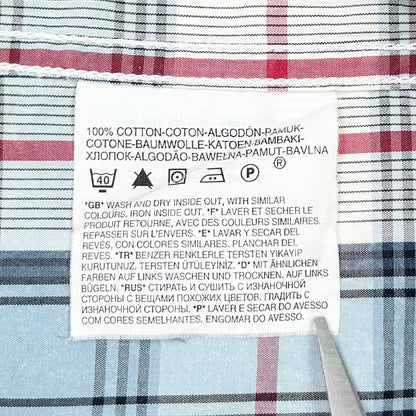 100% COTTON-COTON-ALGODÓN-PAMUK-
COTONE-BAUMWOLLE-KATOEN-BAMBAKI-
ХЛОПОК-ALGODÃO-BAWEŁNA-PAMUT-BAVLNA
40 P ®
*GB* WASH AND DRY INSIDE OUT, WITH SIMILAR
COLOURS. IRON INSIDE OUT. *F* LAVER ET SECHER LE
PRODUIT RETOURNE, AVEC DES COULEURS SIMILAIRES.
REPASSER SUR L'ENVERS. *E* LAVAR Y SECAR DEL
REVÉS, CON COLORES SIMILARES. PLANCHAR DEL
REVES. *TR* BENZER RENKLERLE TERSTEN YIKAYIP
KURUTUNUZ. TERSTEN ÜTÜLEYİNİZ. *D* MIT ÄHNLICHEN
FARBEN AUF LINKS WASCHEN UND TROCKNEN. AUF LINKS
BÜGELN. *RUS* СТИРАТЬ И СУШИТЬ С ИЗНАНОЧНОЙ
СТОРОНЫ С ВЕЩАМИ ПОХОЖИХ ЦВЕТОВ. ГЛАДИТЬ С
ИЗНАНОЧНОЙ СТОРОНЫ. *P* LAVAR E SECAR DO AVESSO
COM CORES SEMELHANTES. ENGOMAR DO AVESSO.